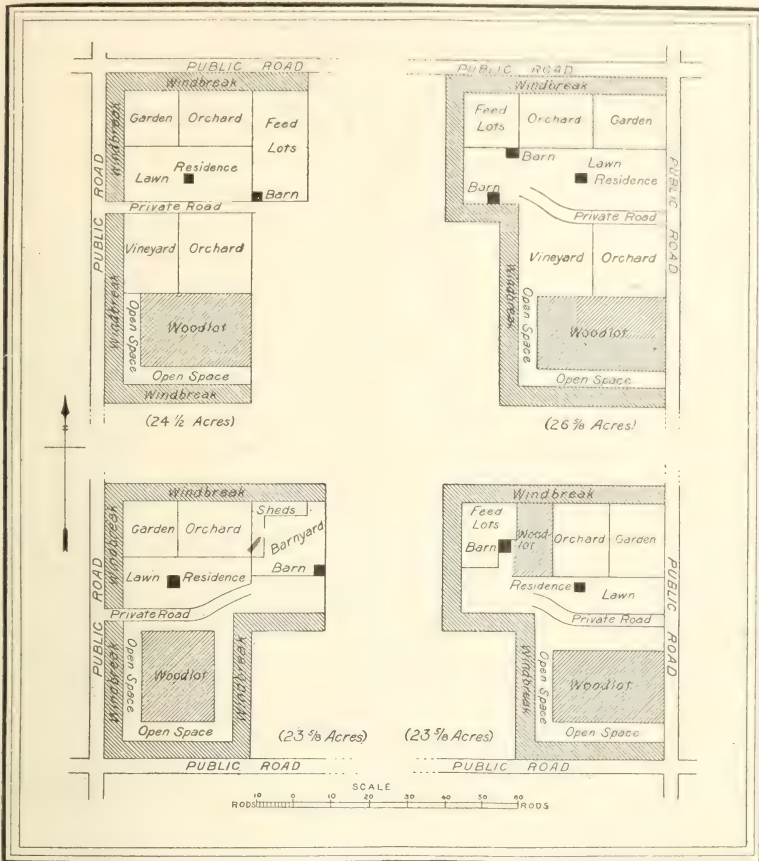 PUBLIC ROAD
Windbreak
Windbreak
Garden
Orchard
Feed
Lots
Residence
Lawn
Barn
PUBLIC ROAD
Private Road
Vineyard
Orchard
Windbreak
Open Space
Woodlot
Open Space
Windbreak
(24 ½ Acres)
PUBLIC ROAD
Windbreak
Feed
Lots
Orchard
Garden
Barn
Lawn
Residence
Barn
Private Road
PUBLIC ROAD
Vineyard
Orchard
Windbreak
Open Space
Woodlot
Open Space
(26 ⅝ Acres)
N
Windbreak
Windbreak
Garden
Orchard
Sheds
Barnyard
Barn
Lawn
Residence
PUBLIC ROAD
Private Road
Windbreak
Open Space
Woodlot
Windbreak
Open Space
(23 ⅝ Acres)
PUBLIC ROAD
Windbreak
Feed
Lots
Wood-
lot
Orchard
Garden
Barn
Residence
Lawn
Private Road
PUBLIC ROAD
Windbreak
Open Space
Woodlot
Open Space
(23 ⅝ Acres)
PUBLIC ROAD
SCALE
10 0 10 20 30 40 50 60
RODS RODS